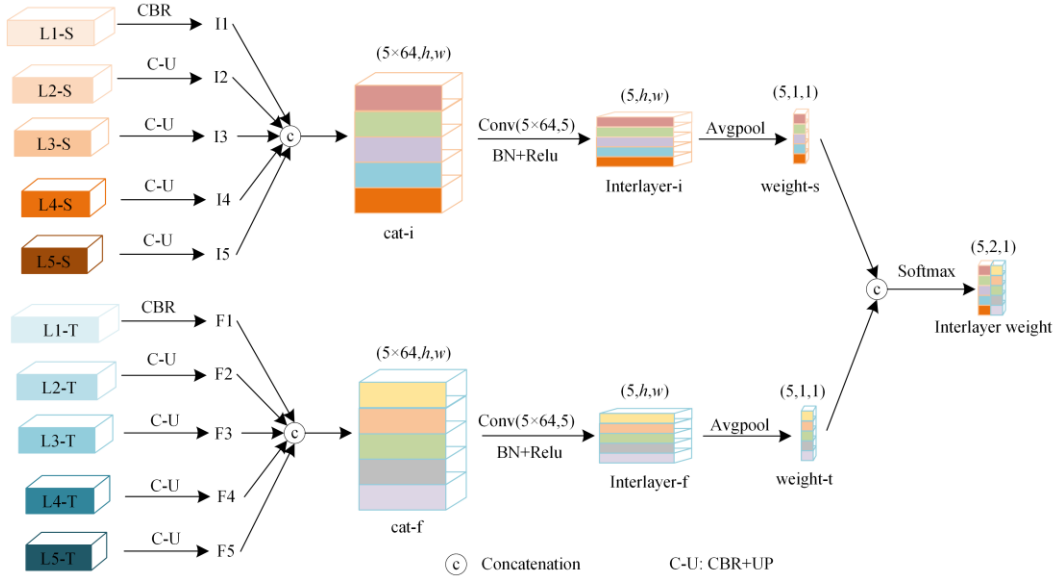 L1-S
CBR
I1
L2-S
C-U
I2
L3-S
C-U
I3
L4-S
C-U
I4
L5-S
C-U
I5
c
(5×64,h,w)
cat-i
Conv(5×64,5)
BN+Relu
(5,h,w)
Interlayer-i
Avgpool
(5,1,1)
weight-s
L1-T
CBR
F1
L2-T
C-U
F2
L3-T
C-U
F3
L4-T
C-U
F4
L5-T
C-U
F5
c
(5×64,h,w)
cat-f
Conv(5×64,5)
BN+Relu
(5,h,w)
Interlayer-f
Avgpool
(5,1,1)
weight-t
c
Softmax
(5,2,1)
Interlayer weight
c Concatenation
C-U: CBR+UP